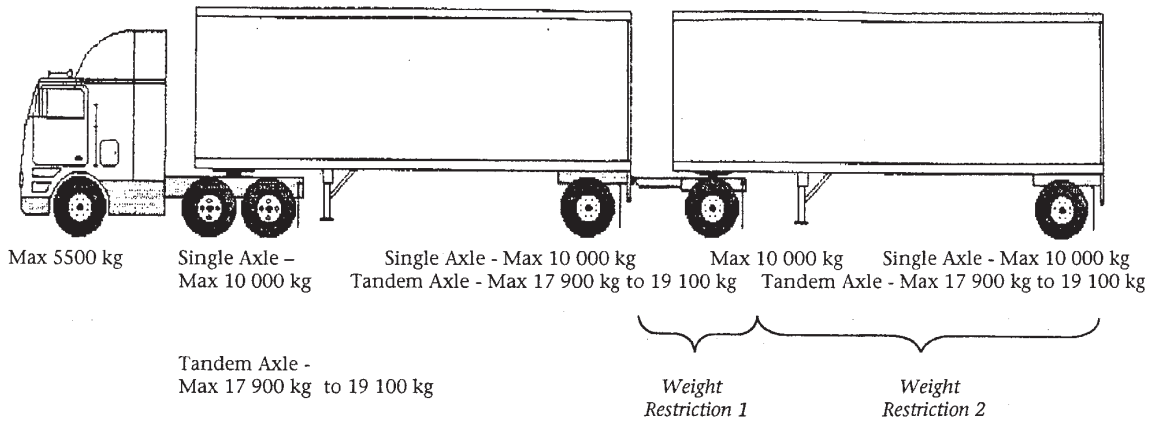 Max 5500 kg
Single Axle –
Max 10 000 kg
Single Axle - Max 10 000 kg
Tandem Axle - Max 17 900 kg to 19 100 kg
Max 10 000 kg
Single Axle - Max 10 000 kg
Tandem Axle - Max 17 900 kg to 19 100 kg
Tandem Axle -
Max 17 900 kg to 19 100 kg
Weight
Restriction 1
Weight
Restriction 2